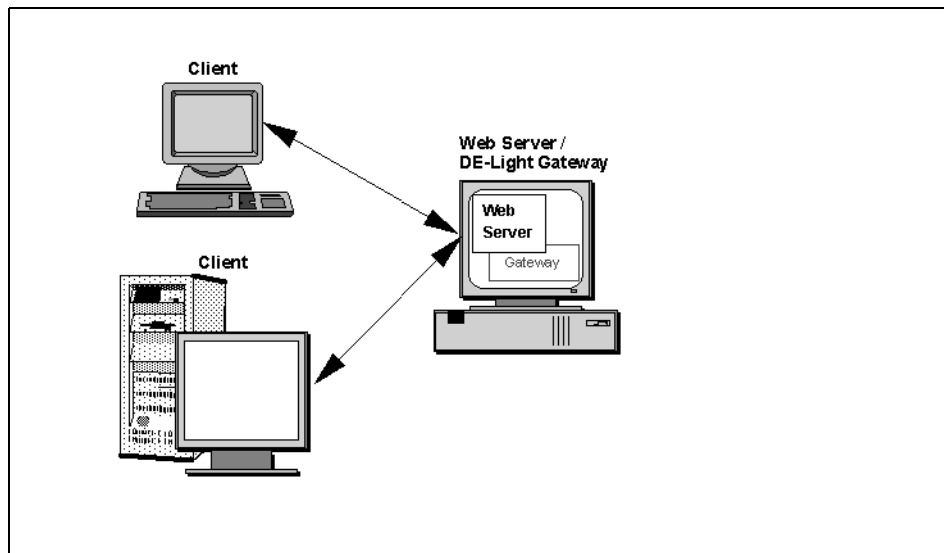 Client
Web Server /
DE-Light Gateway
Web
Server
Gateway
Client